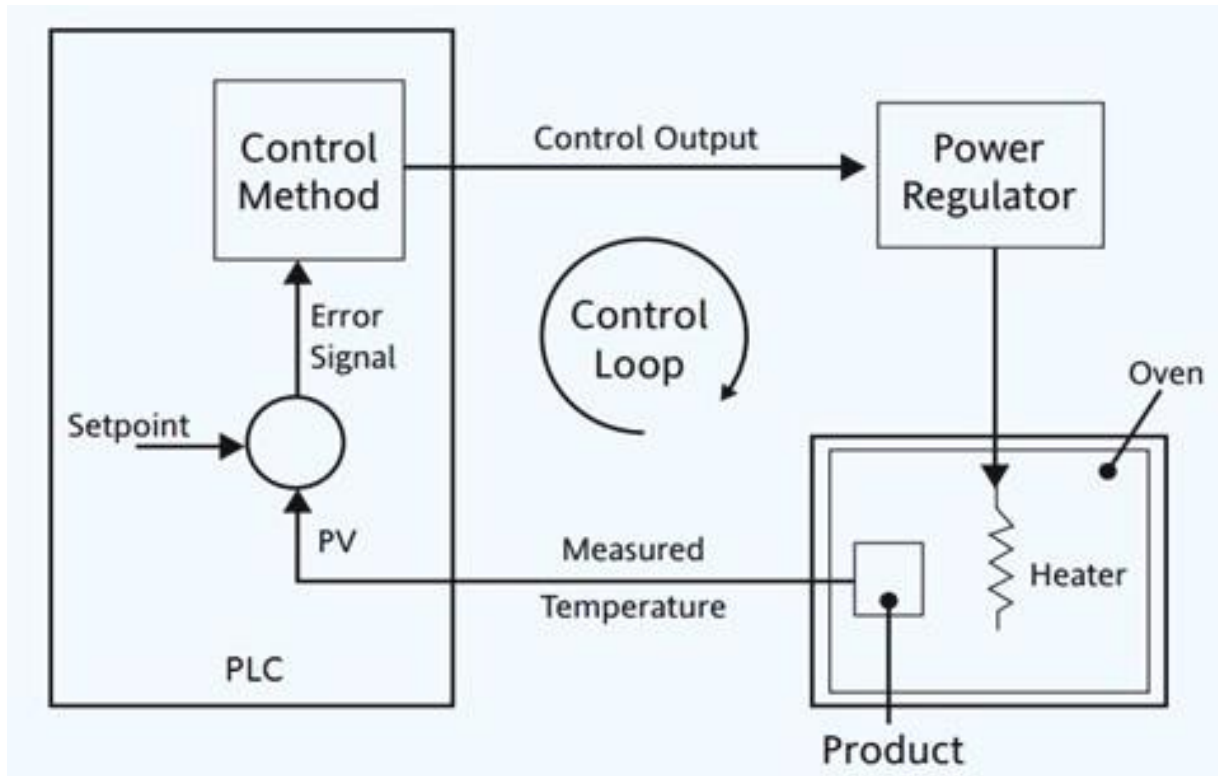 Control
Method
Control Output
Power
Regulator
Error
Signal
Control
Loop
Oven
Setpoint
PV
Measured
Temperature
Heater
PLC
Product